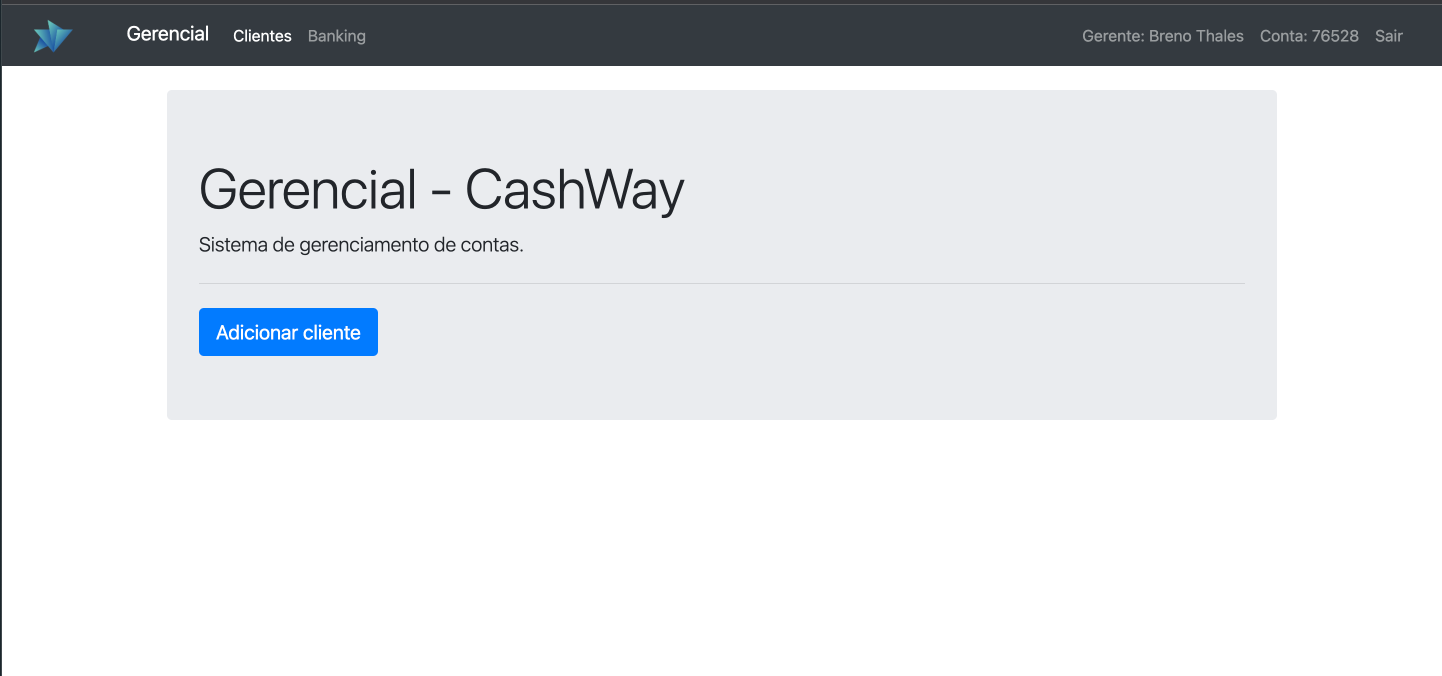 Gerencial Clientes Banking Gerente: Breno Thales Conta: 76528 Sair
Gerencial - CashWay
Sistema de gerenciamento de contas.
Adicionar cliente